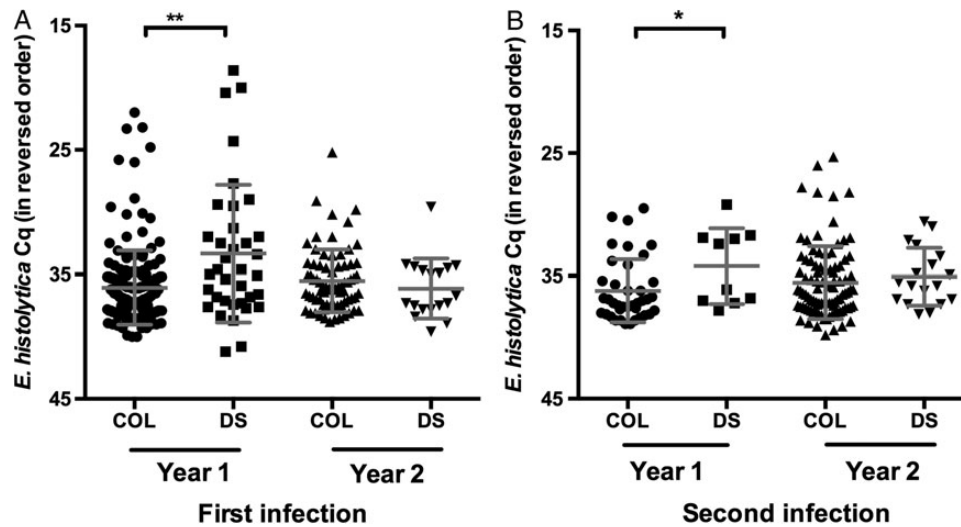 A
**
E. histolytica Cq (in reversed order)
15
25
35
45
COL DS COL DS
Year 1 Year 2
First infection
B
*
E. histolytica Cq (in reversed order)
15
25
35
45
COL DS COL DS
Year 1 Year 2
Second infection